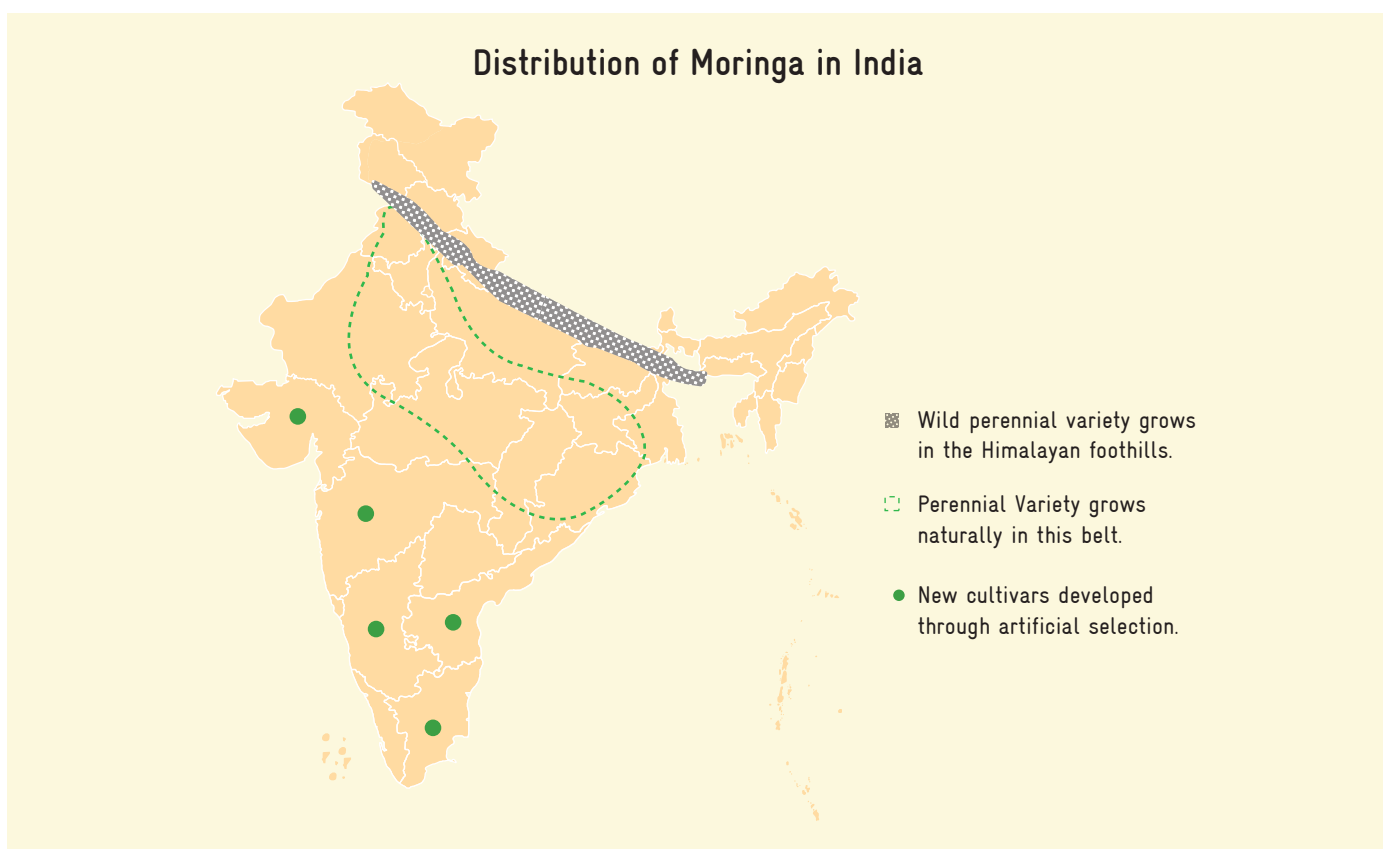 Distribution of Moringa in India
Wild perennial variety grows
in the Himalayan foothills.
Perennial Variety grows
naturally in this belt.
New cultivars developed
through artificial selection.